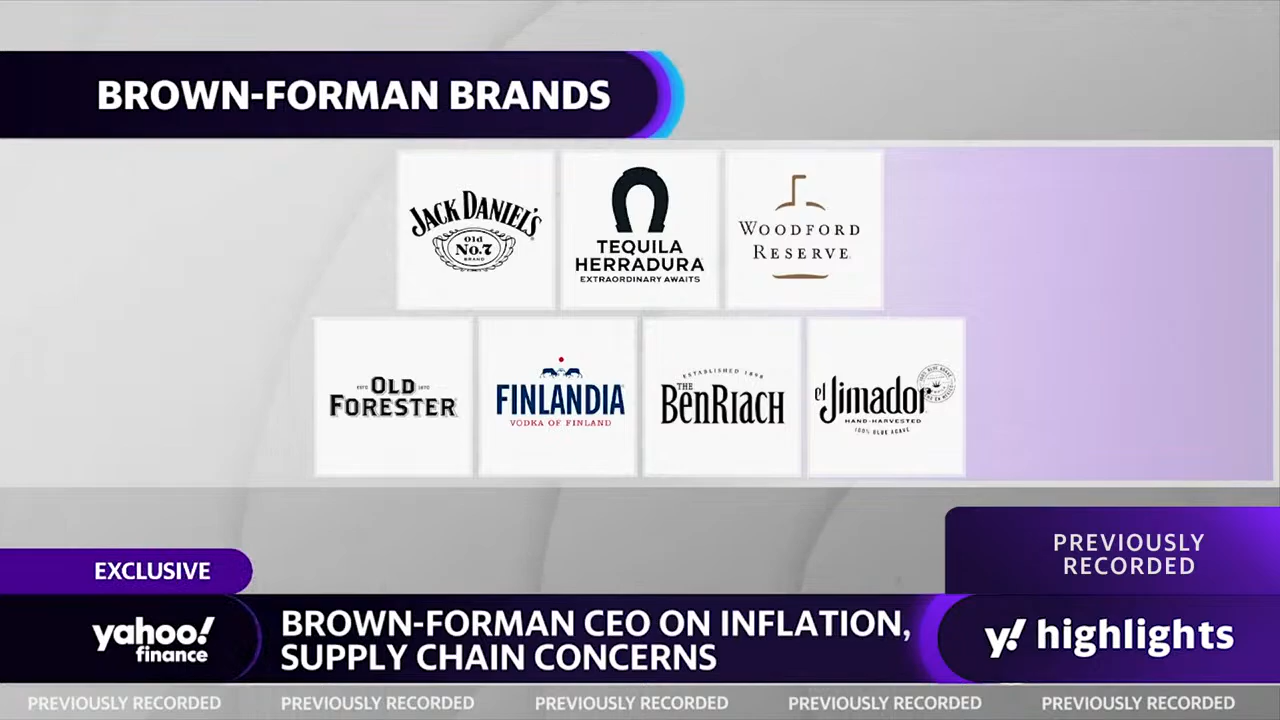 BROWN-FORMAN BRANDS
JACK DANIEL'S
Old
No.7
BRAND
TEQUILA
HERRADURA
EXTRAORDINARY AWAITS
WOODFORD
RESERVE
ESTD OLD 1870
FORESTER
FINLANDIA
VODKA OF FINLAND
ESTABLISHED 1898
THE
BENRIACH
el Jimador
HAND-HARVESTED
100% BLUE AGAVE
EXCLUSIVE
PREVIOUSLY
RECORDED
yahoo!
finance
BROWN-FORMAN CEO ON INFLATION,
SUPPLY CHAIN CONCERNS
y! highlights
PREVIOUSLY RECORDED PREVIOUSLY RECORDED PREVIOUSLY RECORDED PREVIOUSLY RECORDED PREVIOUSLY RECORDED